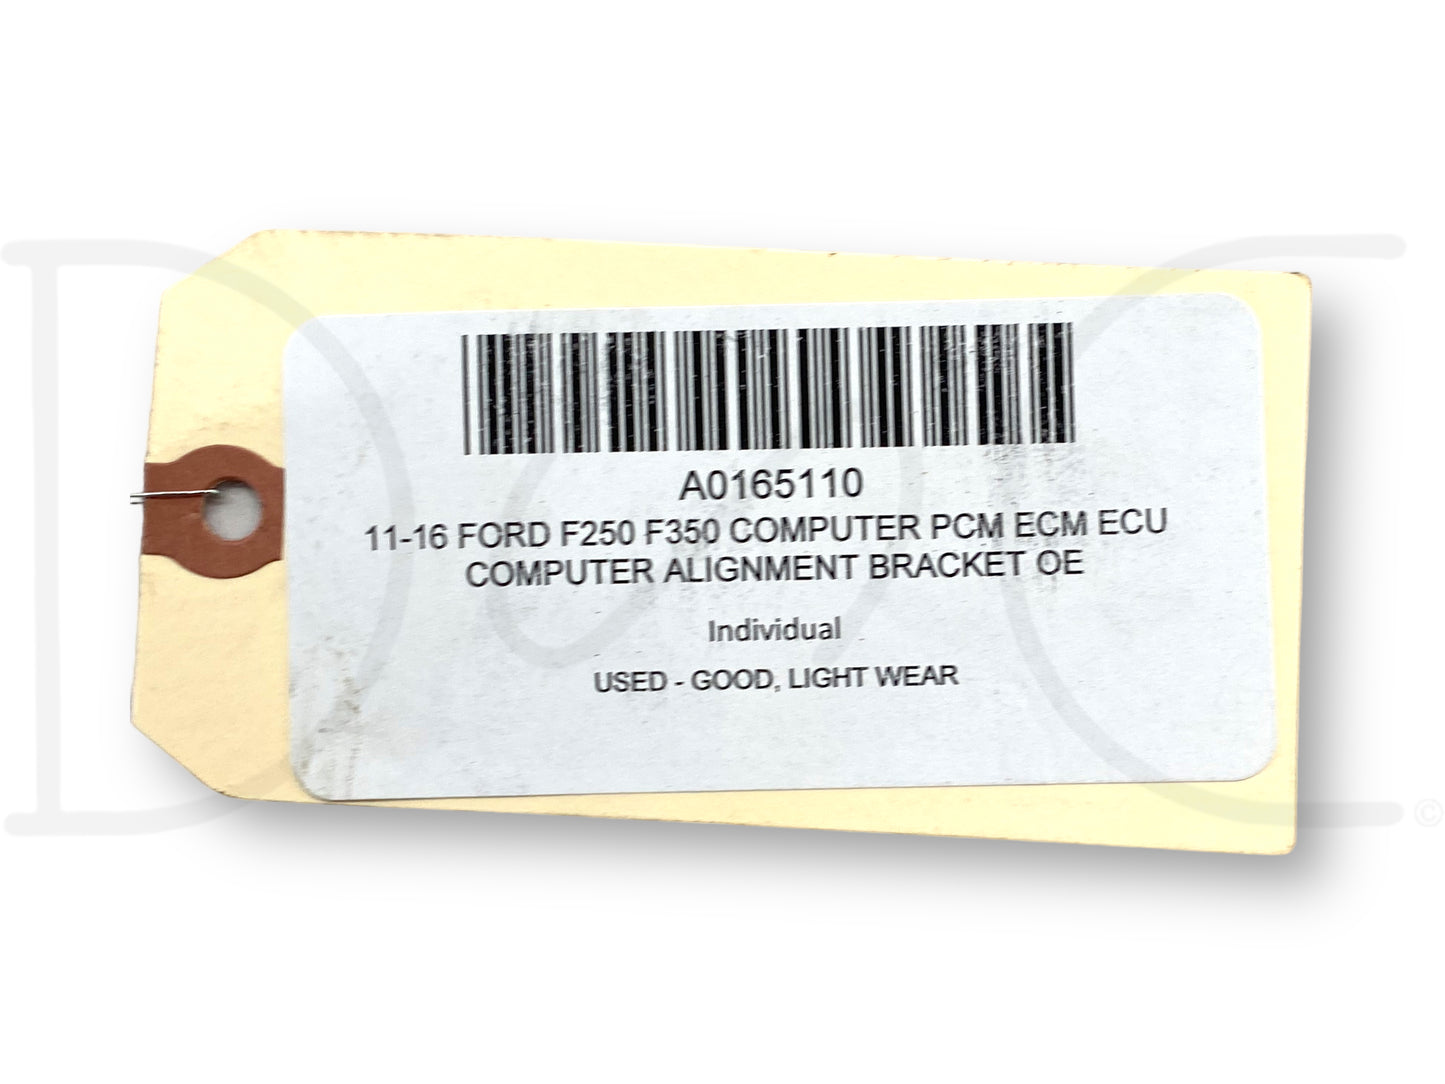 A0165110
11-16 FORD F250 F350 COMPUTER PCM ECM ECU
COMPUTER ALIGNMENT BRACKET OE
Individual
USED - GOOD, LIGHT WEAR
©